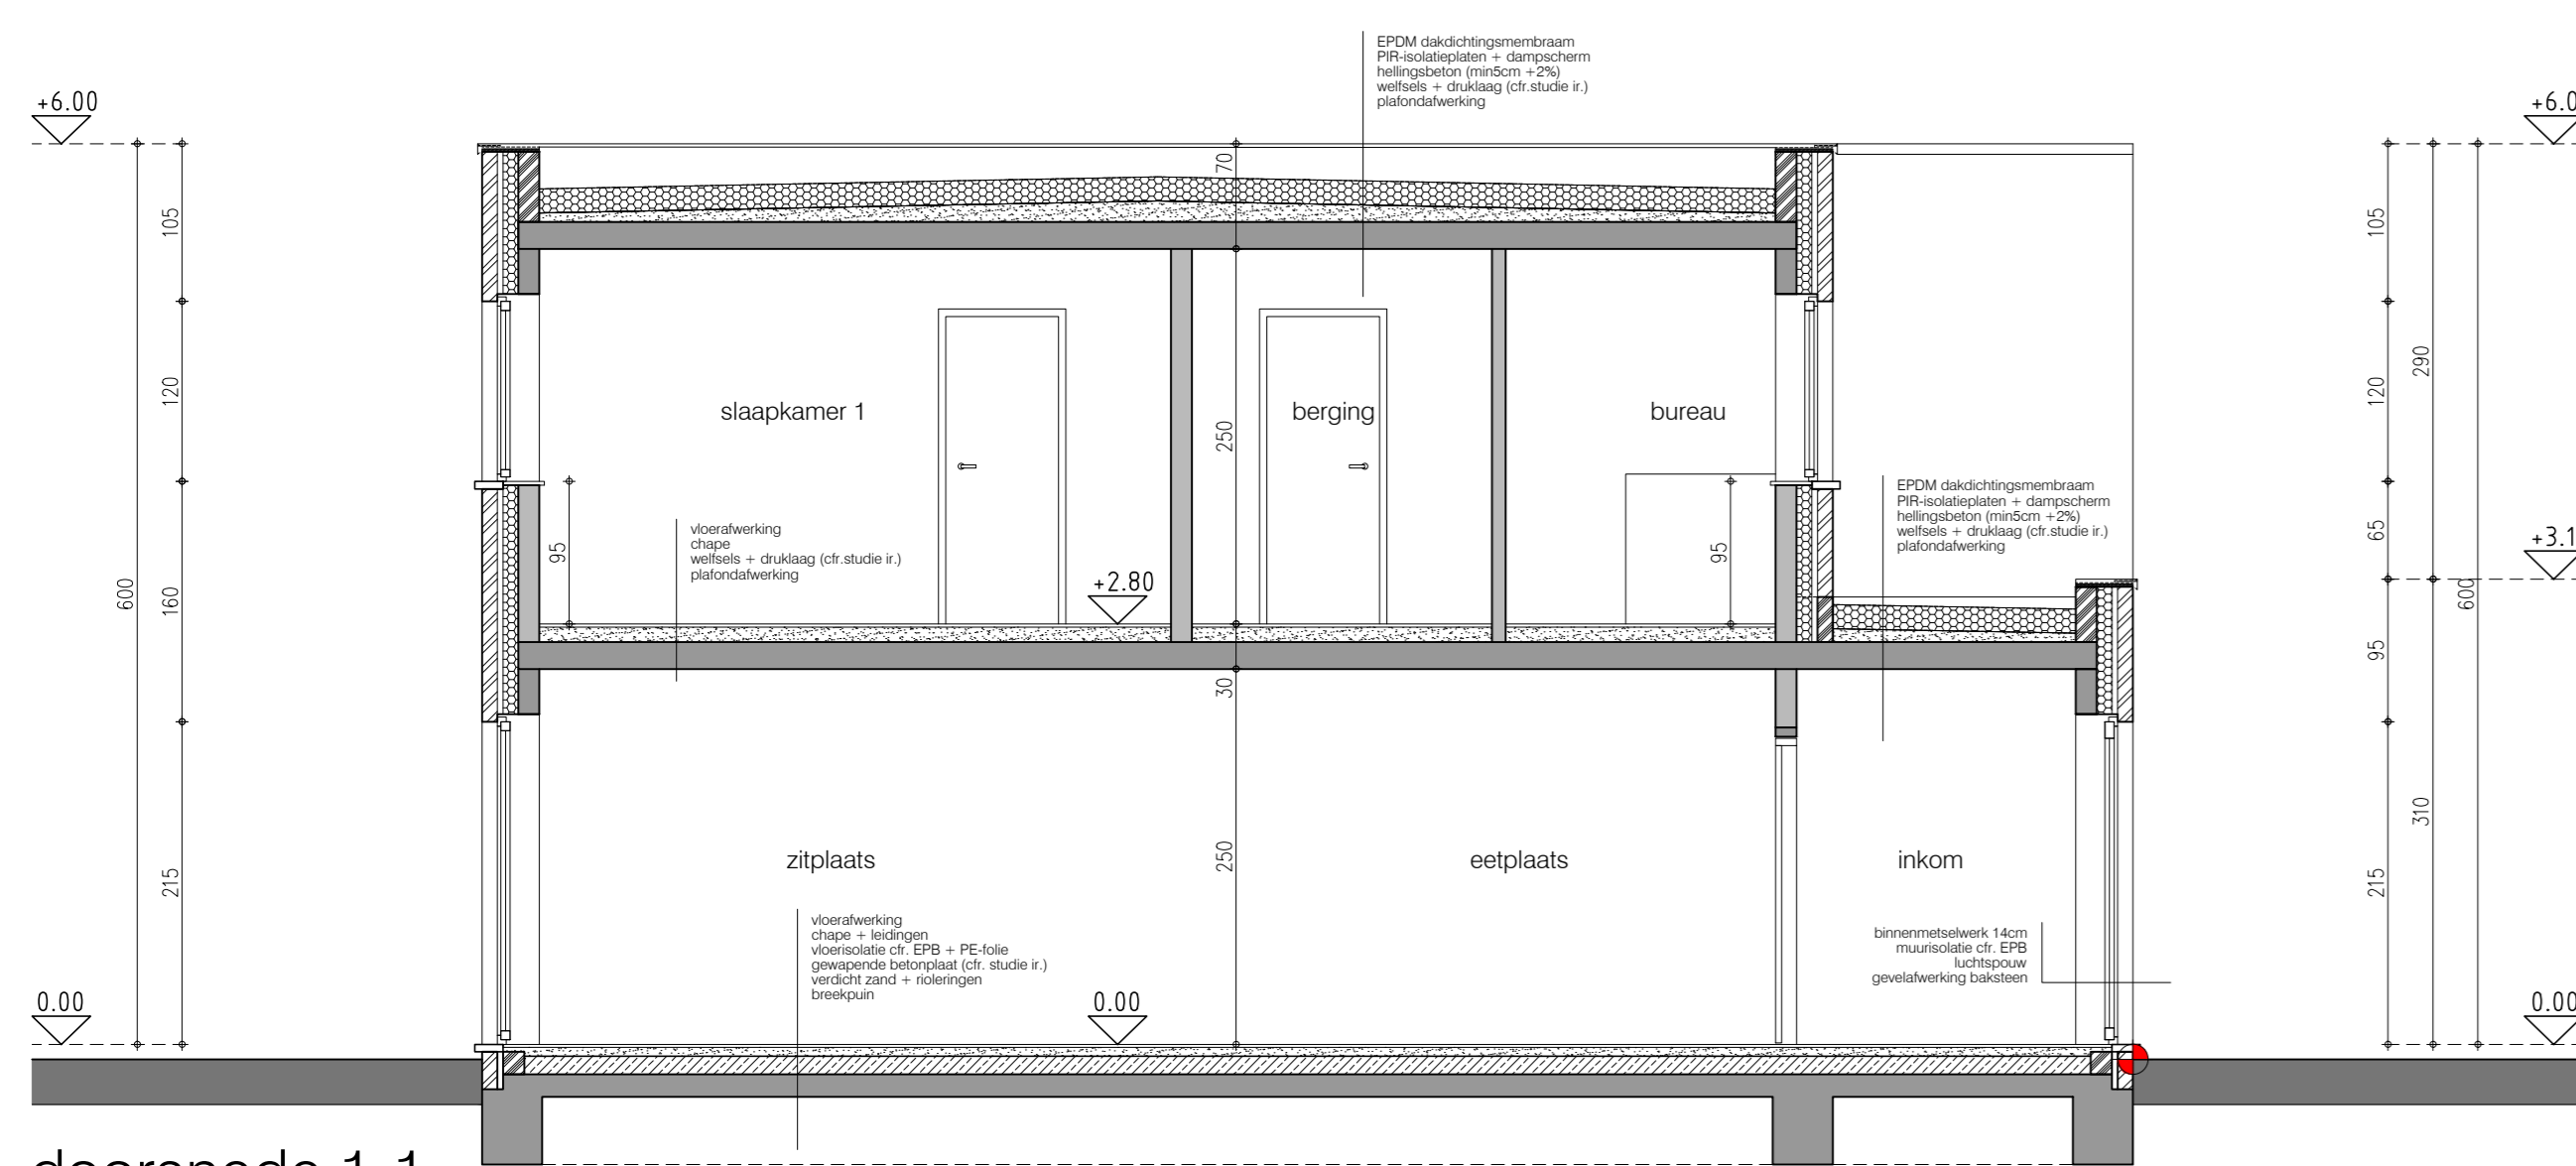 EPDM dakdichtingsmembraam
PIR-isolatieplaten + dampscherm
hellingsbeton (min5cm +2%)
welfsels + druklaag (cfr.studie ir.)
plafondafwerking
+6.00
+6.0
70
105
105
120
250
120
290
slaapkamer 1
berging
bureau
EPDM dakdichtingsmembraam
PIR-isolatieplaten + dampscherm
hellingsbeton (min5cm +2%)
welfsels + druklaag (cfr.studie ir.)
plafondafwerking
vloerafwerking
chape
welfsels + druklaag (cfr.studie ir.)
plafondafwerking
95
95
65
+3.1
+2.80
600
160
600
30
95
zitplaats
eetplaats
inkom
215
250
215
310
vloerafwerking
chape + leidingen
vloerisolatie cfr. EPB + PE-folie
gewapende betonplaat (cfr. studie ir.)
verdicht zand + rioleringen
breekpuin
binnenmetselwerk 14cm
muurisolatie cfr. EPB
luchtspouw
gevelafwerking baksteen
0.00
0.00
0.00